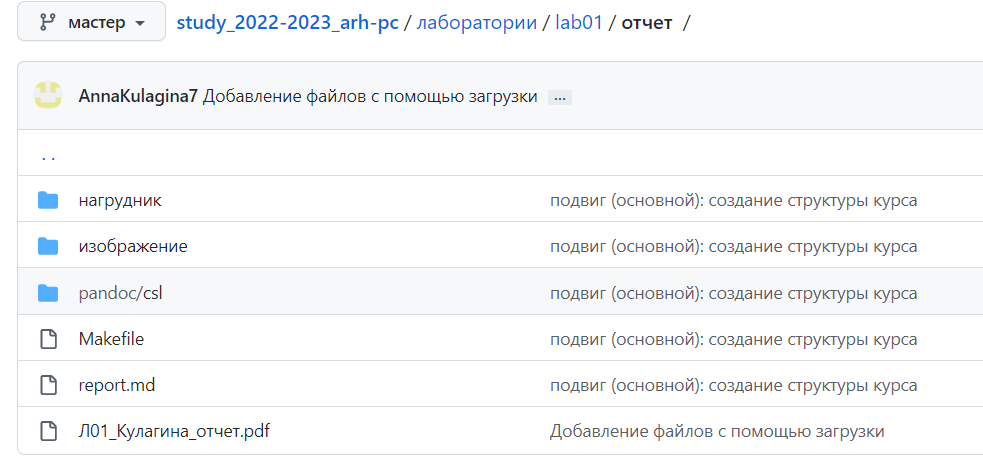 мастер study_2022-2023_arh-pc / лаборатории / lab01 / отчет /
AnnaKulagina7 Добавление файлов с помощью загрузки ...
..
нагрудник подвиг (основной): создание структуры курса
изображение подвиг (основной): создание структуры курса
pandoc/csl подвиг (основной): создание структуры курса
Makefile подвиг (основной): создание структуры курса
report.md подвиг (основной): создание структуры курса
Л01_Кулагина_отчет.pdf Добавление файлов с помощью загрузки